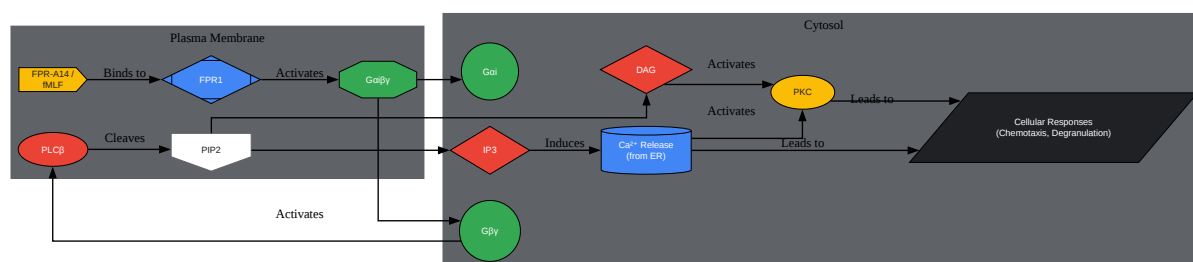 Plasma Membrane
Cytosol
FPR-A14 /
fMLF
Binds to
FPR1
Activates
Gαiβγ
Gαi
DAG
Activates
PKC
Activates
Leads to
Cellular Responses
(Chemotaxis, Degranulation)
PLCβ
Cleaves
PIP2
IP3
Induces
Ca²⁺ Release
(from ER)
Leads to
Activates
Gβγ